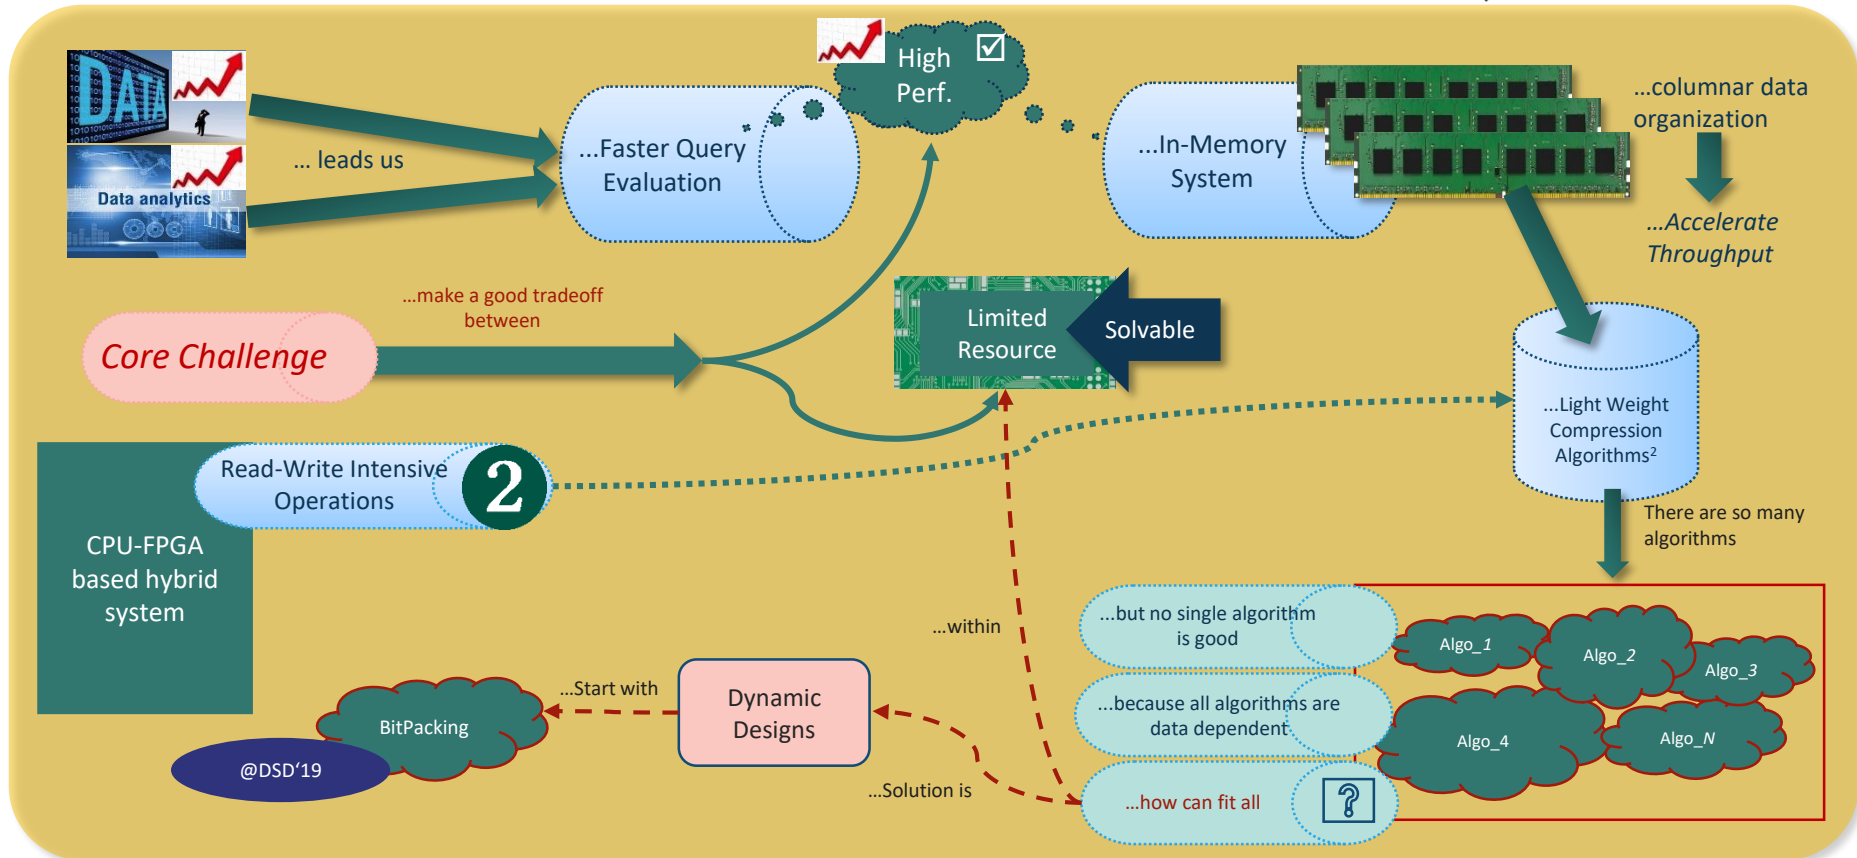 DATA
Data analytics
... leads us
...Faster Query
Evaluation
High
Perf.
...In-Memory
System
...columnar data
organization
...Accelerate
Throughput
...make a good tradeoff
between
Core Challenge
Limited
Resource
Solvable
...Light Weight
Compression
Algorithms²
Read-Write Intensive
Operations
2
CPU-FPGA
based hybrid
system
There are so many
algorithms
...but no single algorithm
is good
...because all algorithms are
data dependent
...how can fit all
?
Algo_1
Algo_2
Algo_3
Algo_4
Algo_N
...within
...Solution is
Dynamic
Designs
...Start with
BitPacking
@DSD‘19